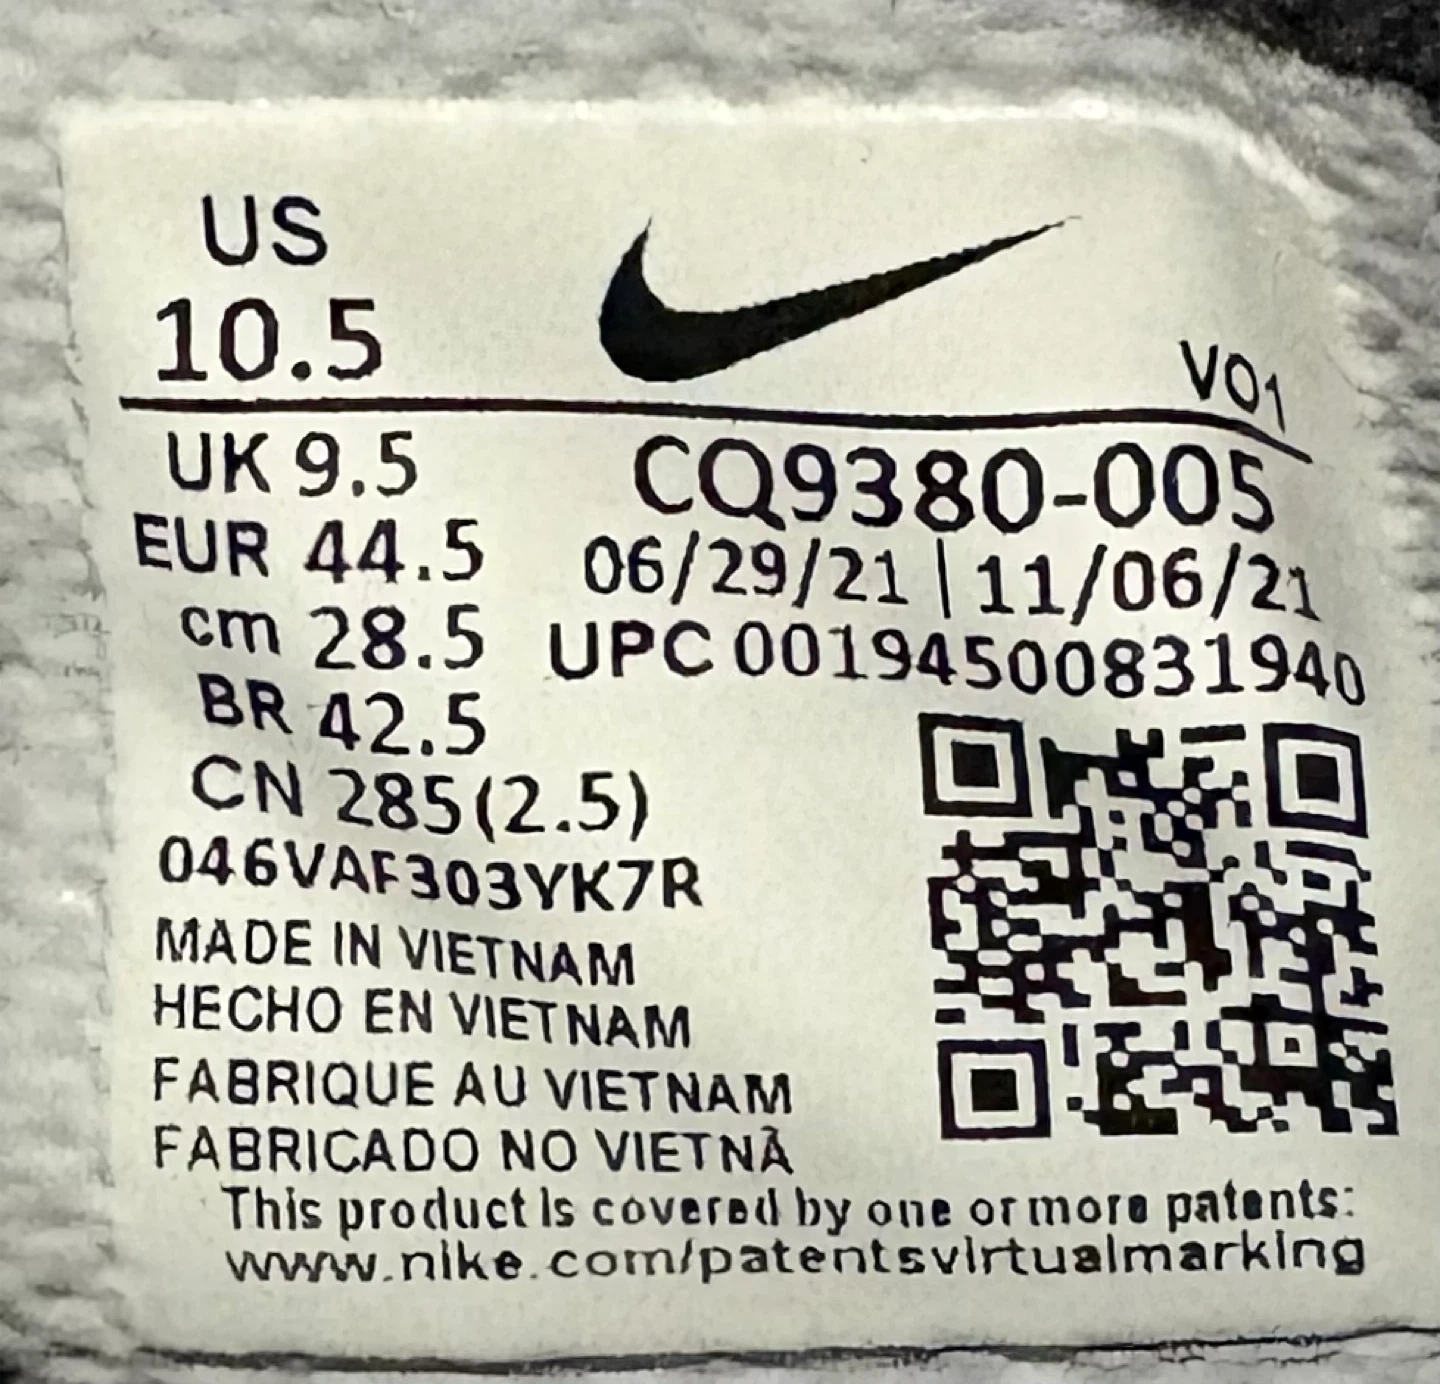 US
10.5
V01
UK 9.5
CQ9380-005
EUR 44.5
06/29/21 | 11/06/21
cm 28.5
UPC 00194500831940
BR 42.5
CN 285(2.5)
046VAF303YK7R
MADE IN VIETNAM
HECHO EN VIETNAM
FABRIQUE AU VIETNAM
FABRICADO NO VIETNÃ
This product is covered by one or more patents:
www.nike.com/patentsvirtualmarking